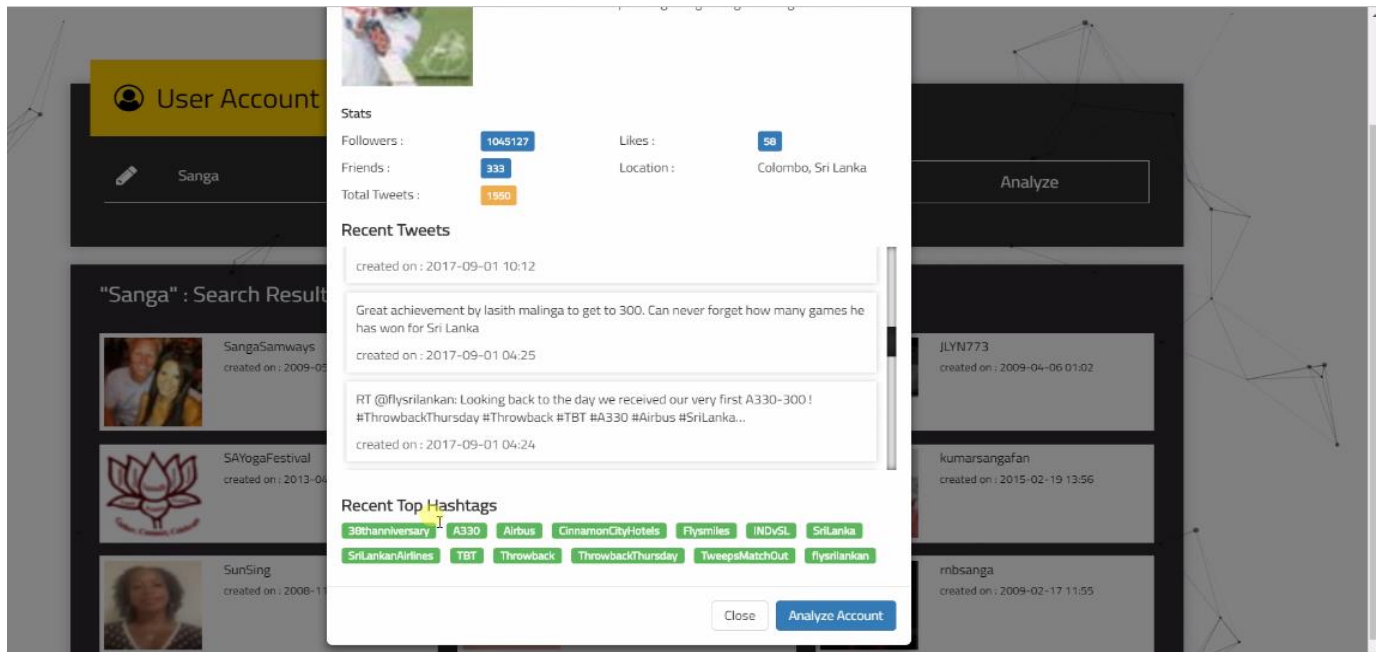 User Account
Sanga
Analyze
Stats
Followers : 1045127 Likes : 58
Friends : 333 Location : Colombo, Sri Lanka
Total Tweets : 1550
Recent Tweets
created on : 2017-09-01 10:12
Great achievement by lasith malinga to get to 300. Can never forget how many games he
has won for Sri Lanka
created on : 2017-09-01 04:25
RT @flysrilankan: Looking back to the day we received our very first A330-300 !
#ThrowbackThursday #Throwback #TBT #A330 #Airbus #SriLanka...
created on : 2017-09-01 04:24
Recent Top Hashtags
38thanniversary A330 Airbus CinnamonCityHotels Flysmiles INDvSL SriLanka
SriLankanAirlines TBT Throwback ThrowbackThursday TweepsMatchOut flysrilankan
Close Analyze Account
"Sanga" : Search Result
SangaSamways
created on : 2009-05
JLYN773
created on : 2009-04-06 01:02
SAYogaFestival
created on : 2013-04
kumarsangafan
created on : 2015-02-19 13:56
SunSing
created on : 2008-11
rnbsanga
created on : 2009-02-17 11:55